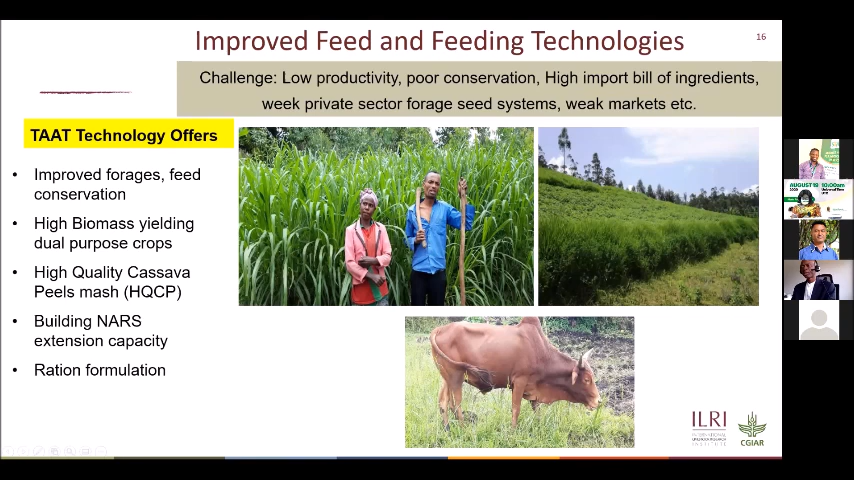 Improved Feed and Feeding Technologies
16
Challenge: Low productivity, poor conservation, High import bill of ingredients,
week private sector forage seed systems, weak markets etc.
TAAT Technology Offers
• Improved forages, feed
conservation
• High Biomass yielding
dual purpose crops
• High Quality Cassava
Peels mash (HQCP)
• Building NARS
extension capacity
• Ration formulation
ILRI
INTERNATIONAL
LIVESTOCK RESEARCH
INSTITUTE
CGIAR
AUGUST 19
10:00am